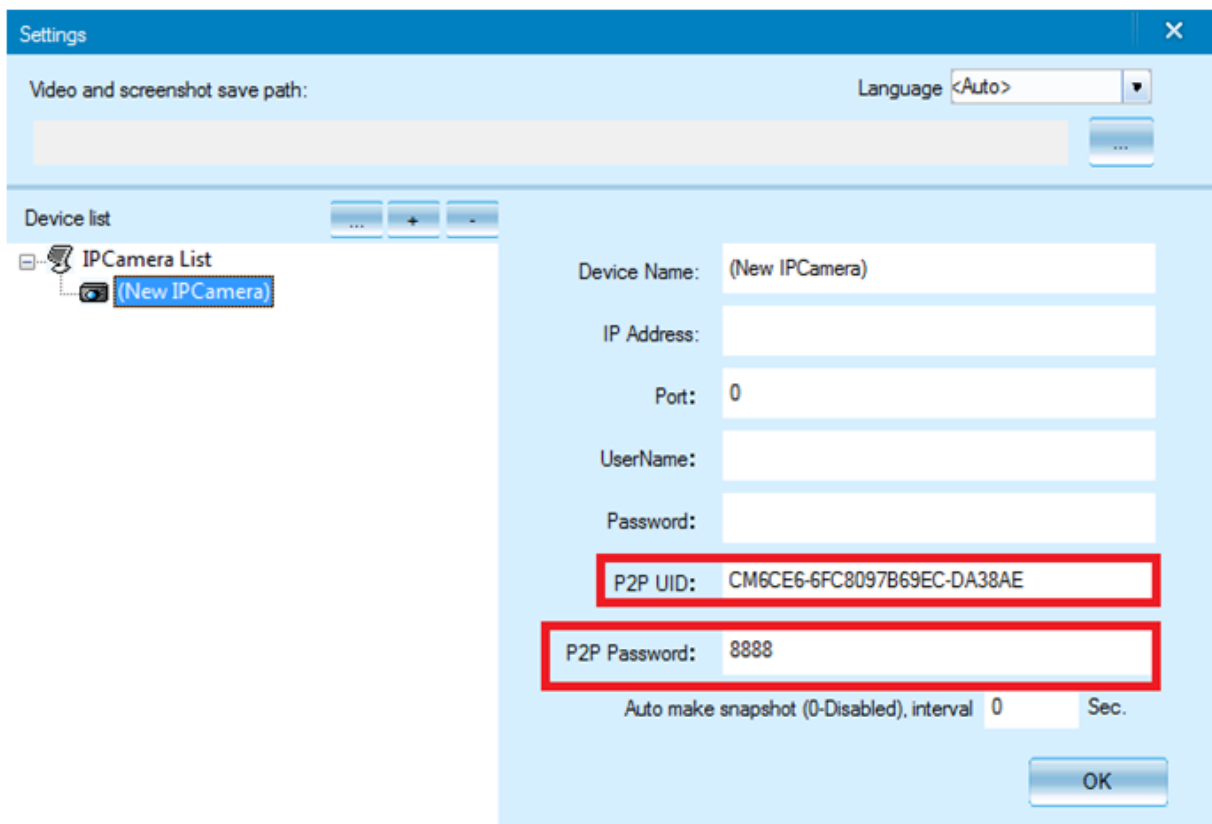 Settings
Video and screenshot save path:
Language <Auto>
...
Device list ... + -
IPCamera List
(New IPCamera)
Device Name: (New IPCamera)
IP Address:
Port: 0
UserName:
Password:
P2P UID: CM6CE6-6FC8097B69EC-DA38AE
P2P Password: 8888
Auto make snapshot (0-Disabled), interval 0 Sec.
OK